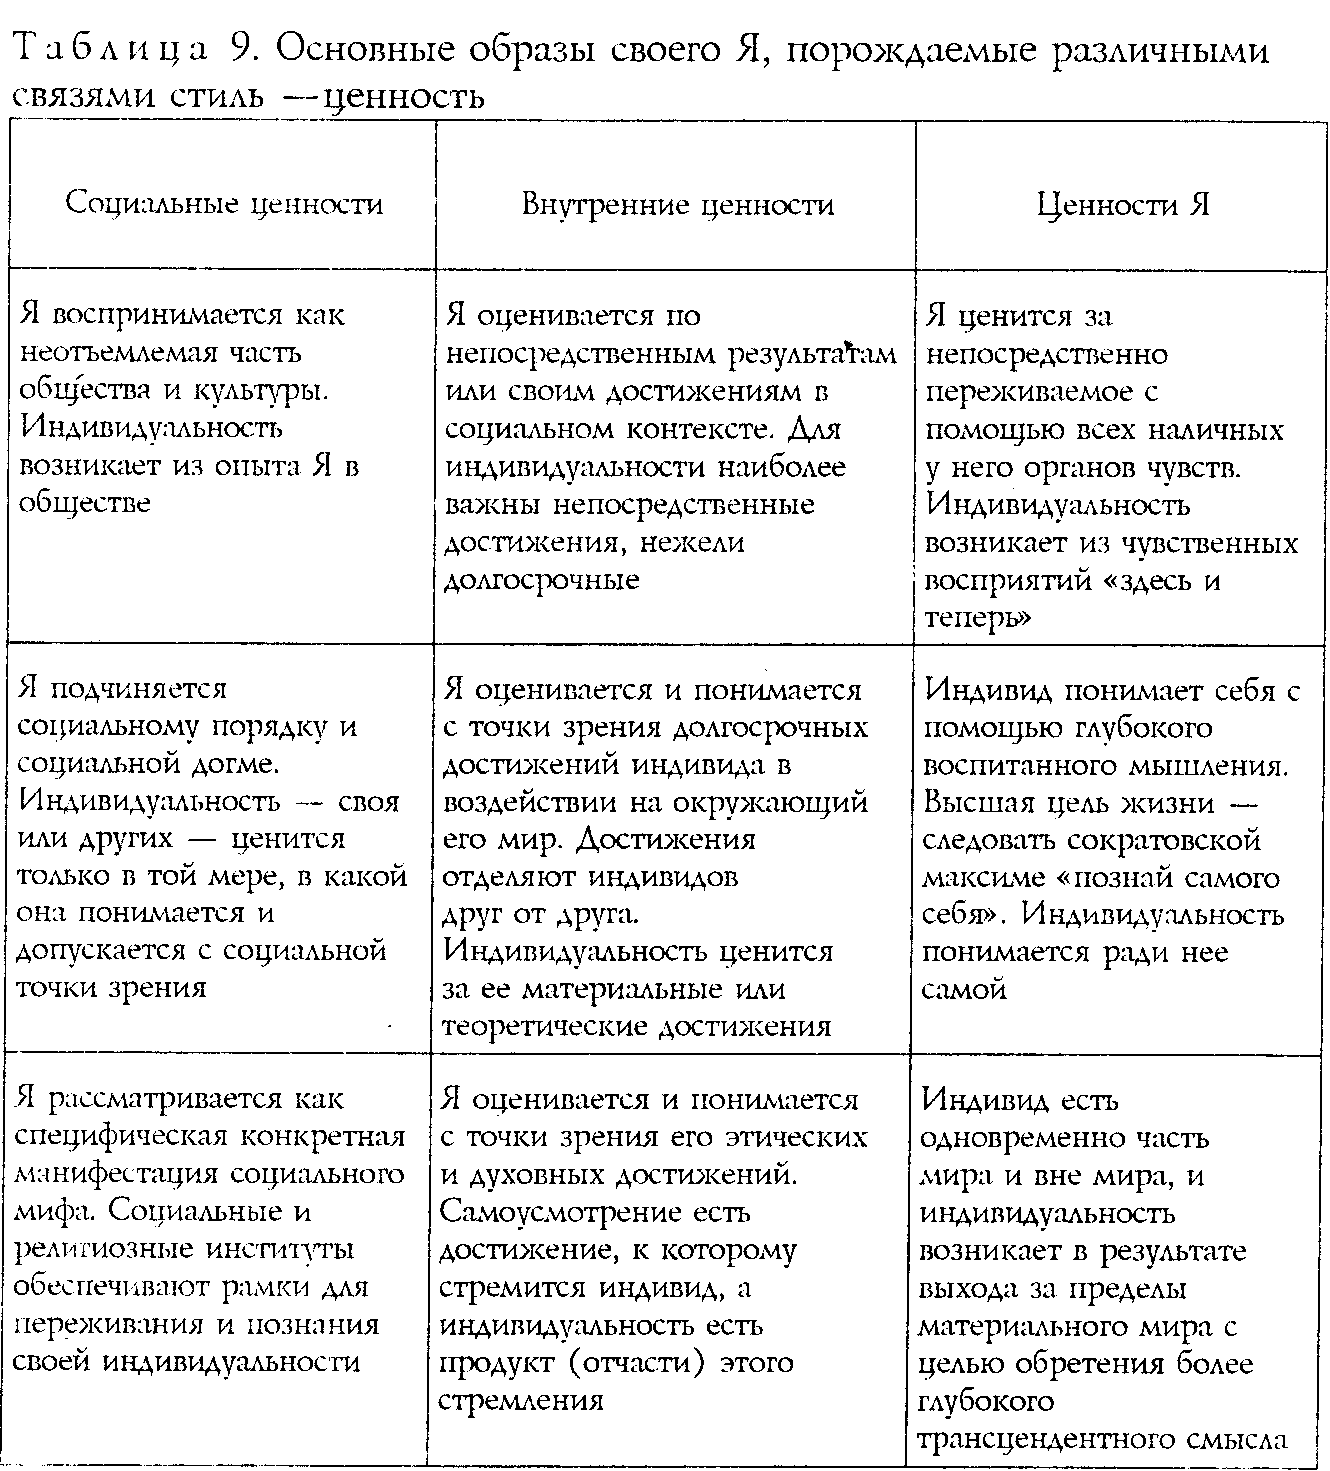 Таблица 9. Основные образы своего Я, порождаемые различными
связями стиль —ценность
Социальные ценности
Внутренние ценности
Ценности Я
Я воспринимается как
неотъемлемая часть
общества и культуры.
Индивидуальность
возникает из опыта Я в
обществе
Я оценивается по
непосредственным результатам
или своим достижениям в
социальном контексте. Для
индивидуальности наиболее
важны непосредственные
достижения, нежели
долгосрочные
Я ценится за
непосредственно
переживаемое с
помощью всех наличных
у него органов чувств.
Индивидуальность
возникает из чувственных
восприятий «здесь и
теперь»
Я подчиняется
социальному порядку и
социальной догме.
Индивидуальность — своя
или других — ценится
только в той мере, в какой
она понимается и
допускается с социальной
точки зрения
Я оценивается и понимается
с точки зрения долгосрочных
достижений индивида в
воздействии на окружающий
его мир. Достижения
отделяют индивидов
друг от друга.
Индивидуальность ценится
за ее материальные или
теоретические достижения
Индивид понимает себя с
помощью глубокого
воспитанного мышления.
Высшая цель жизни —
следовать сократовской
максиме «познай самого
себя». Индивидуальность
понимается ради нее
самой
Я рассматривается как
специфическая конкретная
манифестация социального
мифа. Социальные и
религиозные институты
обеспечивают рамки для
переживания и познания
своей индивидуальности
Я оценивается и понимается
с точки зрения его этических
и духовных достижений.
Самоусмотрение есть
достижение, к которому
стремится индивид, а
индивидуальность есть
продукт (отчасти) этого
стремления
Индивид есть
одновременно часть
мира и вне мира, и
индивидуальность
возникает в результате
выхода за пределы
материального мира с
целью обретения более
глубокого
трансцендентного смысла